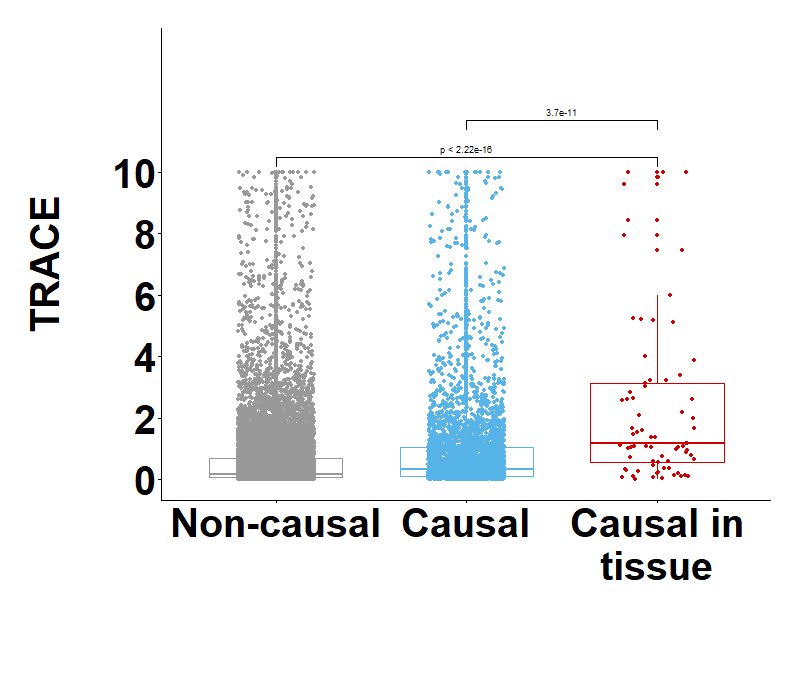 3.7e-11
p < 2.22e-16
TRACE
10
8
6
4
2
0
Non-causal
Causal
Causal in
tissue